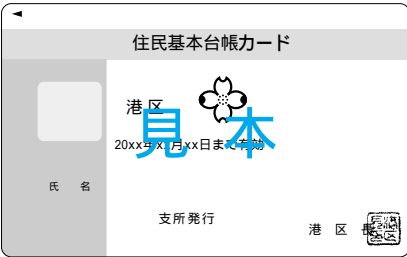 住民基本台帳カード
港区
見本
20xx年xx月xx日まで有効
氏 名
支所発行
港 区 長